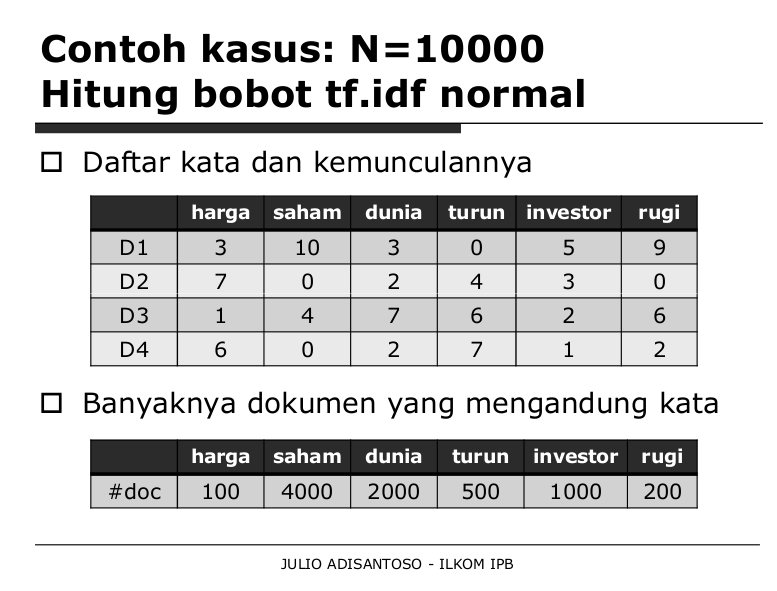 Contoh kasus: N=10000
Hitung bobot tf.idf normal
Daftar kata dan kemunculannya
harga saham dunia turun investor rugi
D1 3 10 3 0 5 9
D2 7 0 2 4 3 0
D3 1 4 7 6 2 6
D4 6 0 2 7 1 2
Banyaknya dokumen yang mengandung kata
harga saham dunia turun investor rugi
#doc 100 4000 2000 500 1000 200
JULIO ADISANTOSO - ILKOM IPB